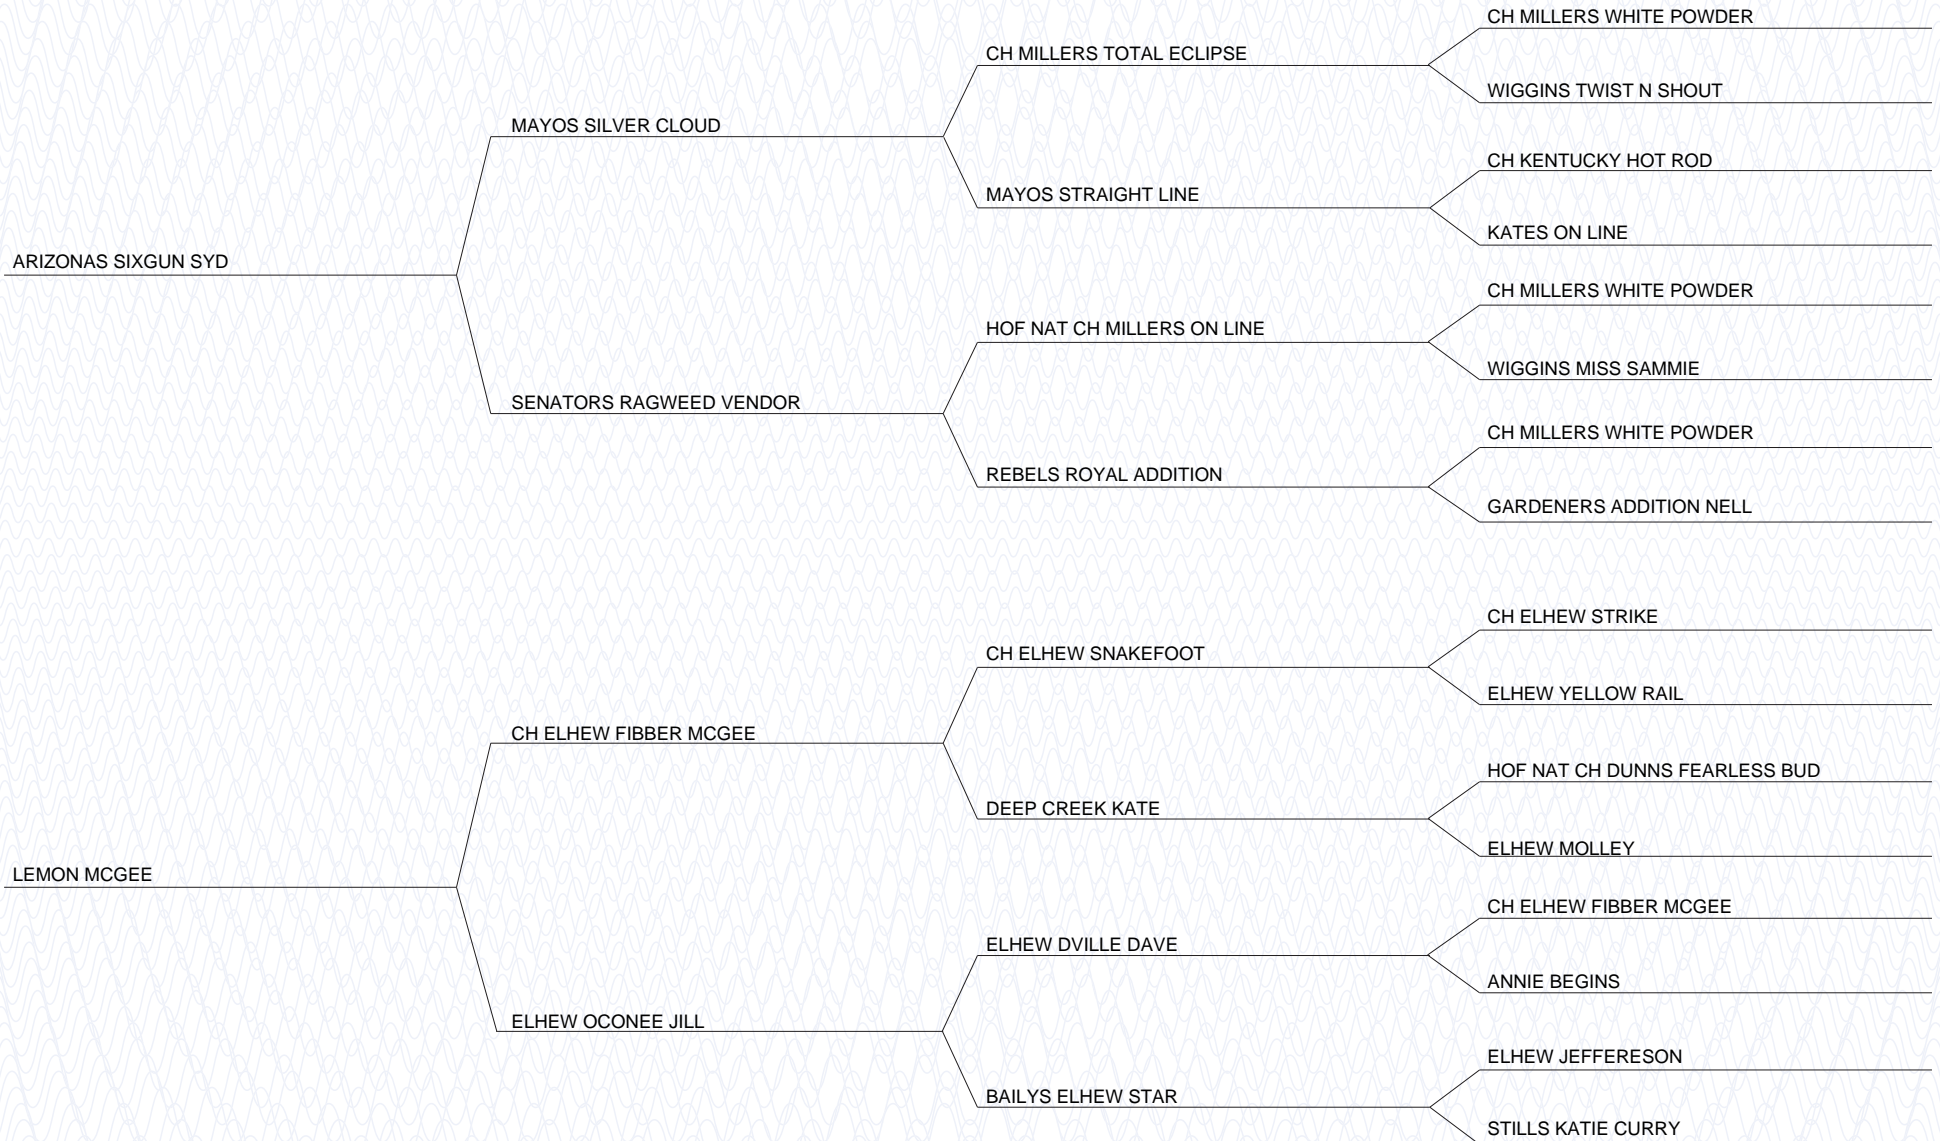 CH MILLERS WHITE POWDER
CH MILLERS TOTAL ECLIPSE
WIGGINS TWIST N SHOUT
MAYOS SILVER CLOUD
CH KENTUCKY HOT ROD
MAYOS STRAIGHT LINE
KATES ON LINE
ARIZONAS SIXGUN SYD
CH MILLERS WHITE POWDER
HOF NAT CH MILLERS ON LINE
WIGGINS MISS SAMMIE
SENATORS RAGWEED VENDOR
CH MILLERS WHITE POWDER
REBELS ROYAL ADDITION
GARDENERS ADDITION NELL
CH ELHEW STRIKE
CH ELHEW SNAKEFOOT
ELHEW YELLOW RAIL
CH ELHEW FIBBER MCGEE
HOF NAT CH DUNNS FEARLESS BUD
DEEP CREEK KATE
ELHEW MOLLEY
LEMON MCGEE
CH ELHEW FIBBER MCGEE
ELHEW DVILLE DAVE
ANNIE BEGINS
ELHEW OCONEE JILL
ELHEW JEFFERESON
BAILYS ELHEW STAR
STILLS KATIE CURRY